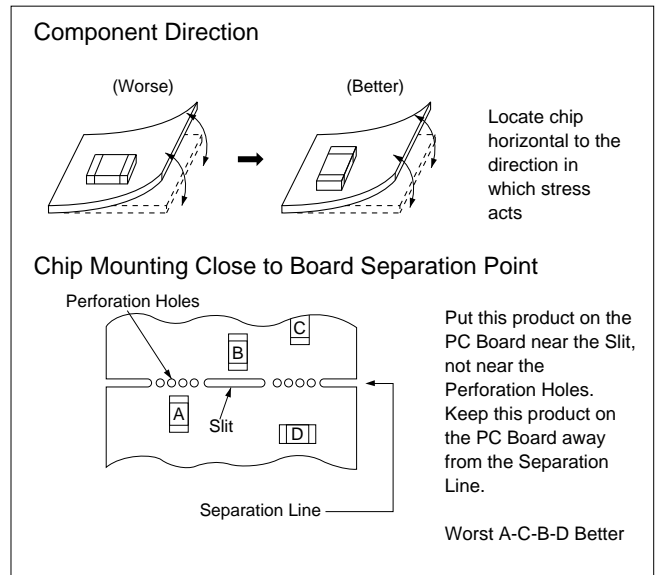 Component Direction
(Worse)
(Better)
Locate chip
horizontal to the
direction in
which stress
acts
Chip Mounting Close to Board Separation Point
Perforation Holes
C
B
A
Slit
D
Separation Line
Put this product on the
PC Board near the Slit,
not near the
Perforation Holes.
Keep this product on
the PC Board away
from the Separation
Line.
Worst A-C-B-D Better